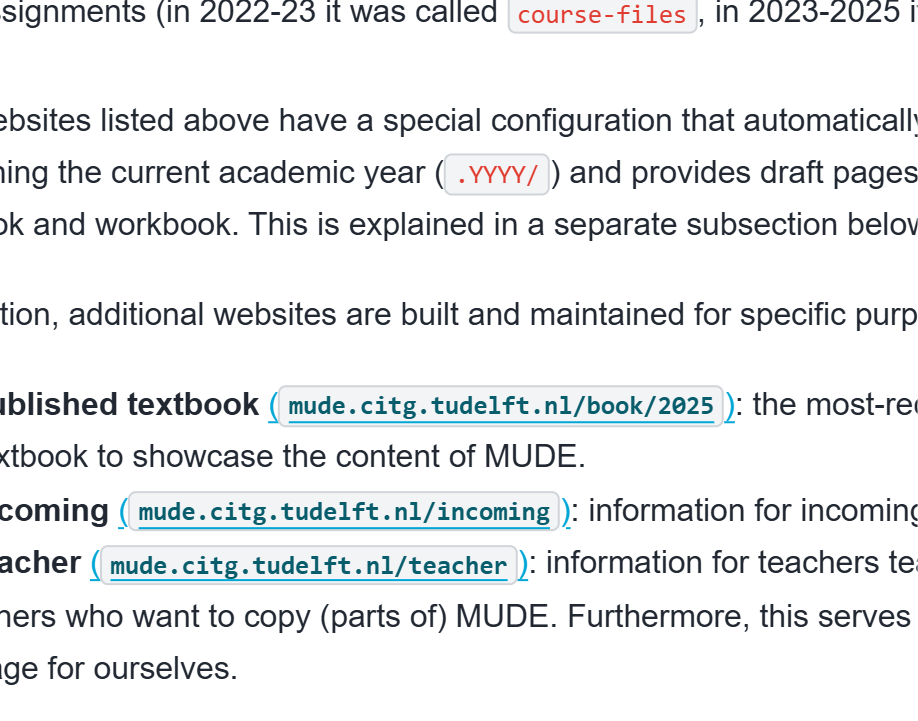 ssignments (in 2022-23 it was called course-files, in 2023-2025 i
ebsites listed above have a special configuration that automatically
ning the current academic year (.YYYY/) and provides draft pages
ok and workbook. This is explained in a separate subsection below
tion, additional websites are built and maintained for specific purp
ublished textbook (mude.citg.tudelft.nl/book/2025): the most-rec
xtbook to showcase the content of MUDE.
coming (mude.citg.tudelft.nl/incoming): information for incoming
acher (mude.citg.tudelft.nl/teacher): information for teachers tea
hers who want to copy (parts of) MUDE. Furthermore, this serves
age for ourselves.